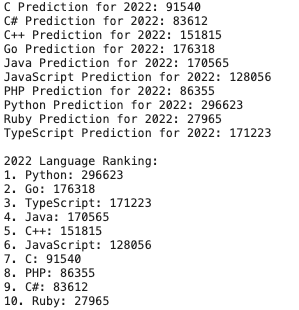 C Prediction for 2022: 91540
C# Prediction for 2022: 83612
C++ Prediction for 2022: 151815
Go Prediction for 2022: 176318
Java Prediction for 2022: 170565
JavaScript Prediction for 2022: 128056
PHP Prediction for 2022: 86355
Python Prediction for 2022: 296623
Ruby Prediction for 2022: 27965
TypeScript Prediction for 2022: 171223

2022 Language Ranking:
1. Python: 296623
2. Go: 176318
3. TypeScript: 171223
4. Java: 170565
5. C++: 151815
6. JavaScript: 128056
7. C: 91540
8. PHP: 86355
9. C#: 83612
10. Ruby: 27965